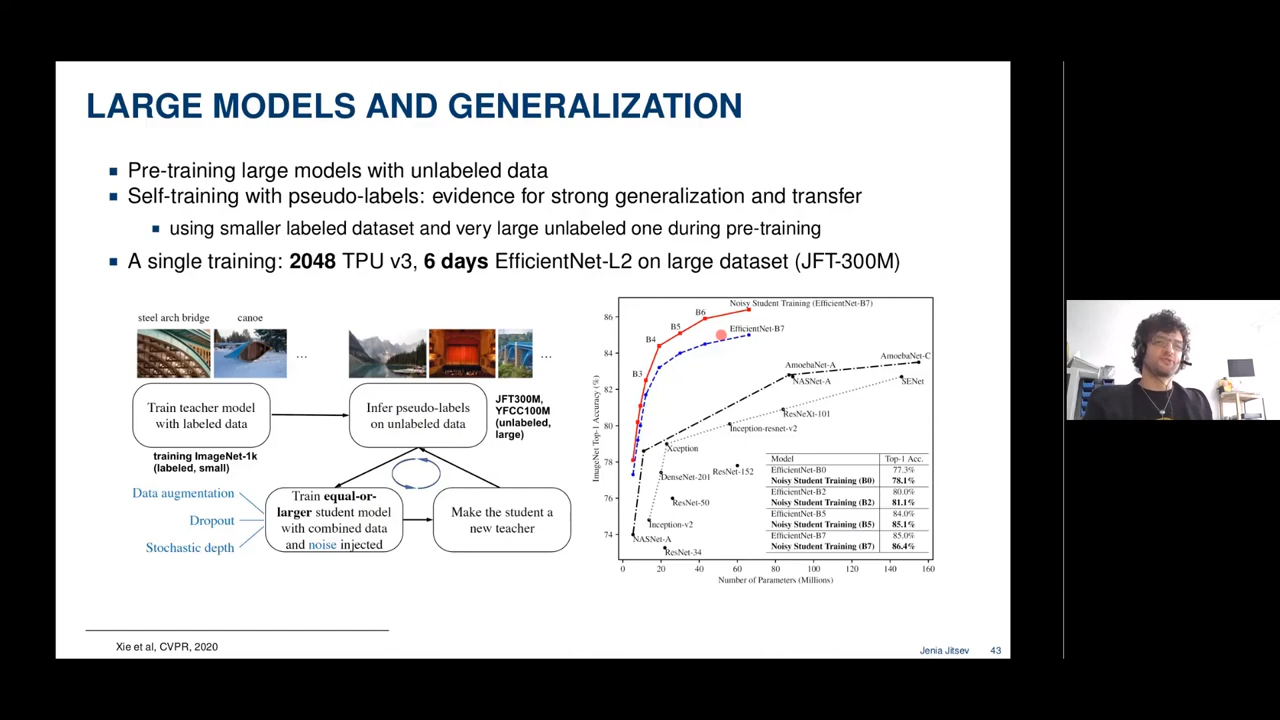 LARGE MODELS AND GENERALIZATION
Pre-training large models with unlabeled data
Self-training with pseudo-labels: evidence for strong generalization and transfer
using smaller labeled dataset and very large unlabeled one during pre-training
A single training: 2048 TPU v3, 6 days EfficientNet-L2 on large dataset (JFT-300M)
steel arch bridge
canoe
...
...
Train teacher model
with labeled data
Infer pseudo-labels
on unlabeled data
JFT300M,
YFCC100M
(unlabeled,
large)
training ImageNet-1k
(labeled, small)
Data augmentation
Dropout
Stochastic depth
Train equal-or-
larger student model
with combined data
and noise injected
Make the student a
new teacher
ImageNet Top-1 Accuracy (%)
86
84
82
80
78
76
74
0
20
40
60
80
100
120
140
160
Number of Parameters (Millions)
Noisy Student Training (EfficientNet-B7)
B6
B5
B4
B3
EfficientNet-B7
AmoebaNet-A
AmoebaNet-C
NASNet-A
SENet
ResNeXt-101
Inception-resnet-v2
Xception
ResNet-152
DenseNet-201
ResNet-50
Inception-v2
NASNet-A
ResNet-34
Model Top-1 Acc.
EfficientNet-B0 77.3%
Noisy Student Training (B0) 78.1%
EfficientNet-B2 80.0%
Noisy Student Training (B2) 81.1%
EfficientNet-B5 84.0%
Noisy Student Training (B5) 85.1%
EfficientNet-B7 85.0%
Noisy Student Training (B7) 86.4%
Xie et al, CVPR, 2020
Jenia Jitsev 43